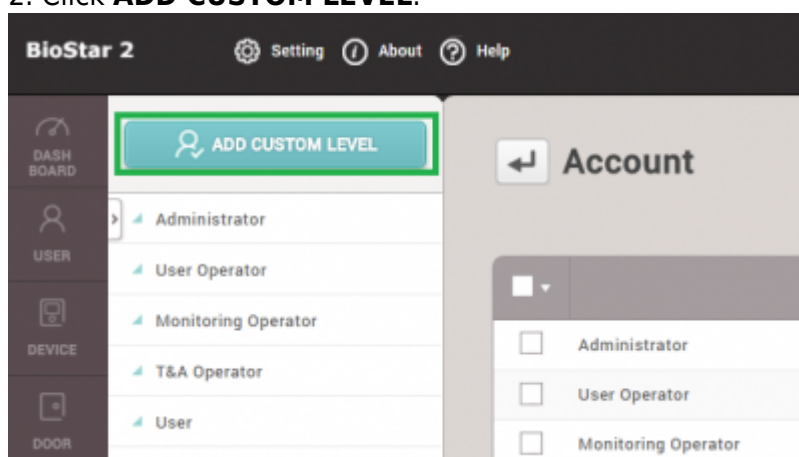 2. Click ADD CUSTOM LEVEL.
BioStar 2
Setting
About
Help
DASH
BOARD
USER
DEVICE
DOOR
ADD CUSTOM LEVEL
Administrator
User Operator
Monitoring Operator
T&A Operator
User
Account
Administrator
User Operator
Monitoring Operator